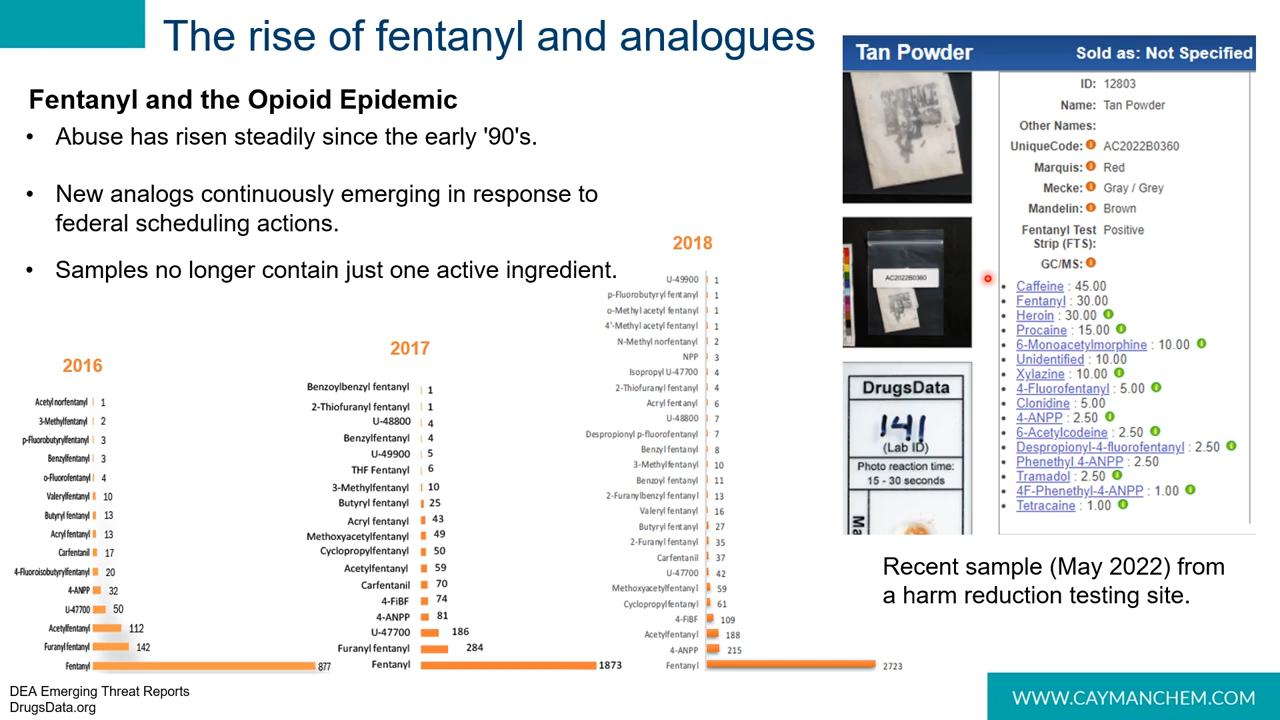 The rise of fentanyl and analogues
Fentanyl and the Opioid Epidemic
• Abuse has risen steadily since the early '90's.
• New analogs continuously emerging in response to
federal scheduling actions.
• Samples no longer contain just one active ingredient.
2016
Acetyl norfentanyl 1
3-Methylfentanyl 2
p-Fluorobutyrylfentanyl 3
Benzylfentanyl 3
o-Fluorofentanyl 4
Valerylfentanyl 10
Butyryl fentanyl 13
Acryl fentanyl 13
Carfentanil 17
4-Fluoroisobutyrylfentanyl 20
4-ANPP 32
U-47700 50
Acetylfentanyl 112
Furanyl fentanyl 142
Fentanyl 877
2017
Benzoylbenzyl fentanyl 1
2-Thiofuranyl fentanyl 1
U-48800 4
Benzylfentanyl 4
U-49900 5
THF Fentanyl 6
3-Methylfentanyl 10
Butyryl fentanyl 25
Acryl fentanyl 43
Methoxyacetylfentanyl 49
Cyclopropylfentanyl 50
Acetylfentanyl 59
Carfentanil 70
4-FiBF 74
4-ANPP 81
U-47700 186
Furanyl fentanyl 284
Fentanyl 1873
2018
U-49900 1
p-Fluorobutyryl fentanyl 1
o-Methyl acetyl fentanyl 1
4'-Methyl acetyl fentanyl 1
N-Methyl norfentanyl 2
NPP 3
Isopropyl U-47700 4
2-Thiofuranyl fentanyl 4
Acryl fentanyl 6
U-48800 7
Despropionyl p-fluorofentanyl 7
Benzyl fentanyl 8
3-Methylfentanyl 10
Benzoyl fentanyl 11
2-Furanylbenzyl fentanyl 13
Valeryl fentanyl 16
Butyryl fentanyl 27
2-Furanyl fentanyl 35
Carfentanil 37
U-47700 42
Methoxyacetylfentanyl 59
Cyclopropylfentanyl 61
4-FiBF 109
Acetylfentanyl 188
4-ANPP 215
Fentanyl 2723
DEA Emerging Threat Reports
DrugsData.org
Tan Powder Sold as: Not Specified
AC2022B0360
DrugsData
141
(Lab ID)
Photo reaction time:
15 - 30 seconds
Ma
ID: 12803
Name: Tan Powder
Other Names:
UniqueCode: AC2022B0360
Marquis: Red
Mecke: Gray / Grey
Mandelin: Brown
Fentanyl Test Positive
Strip (FTS):
GC/MS:
• Caffeine : 45.00
• Fentanyl : 30.00
• Heroin : 30.00
• Procaine : 15.00
• 6-Monoacetylmorphine : 10.00
• Unidentified : 10.00
• Xylazine : 10.00
• 4-Fluorofentanyl : 5.00
• Clonidine : 5.00
• 4-ANPP : 2.50
• 6-Acetylcodeine : 2.50
• Despropionyl-4-fluorofentanyl : 2.50
• Phenethyl 4-ANPP : 2.50
• Tramadol : 2.50
• 4F-Phenethyl-4-ANPP : 1.00
• Tetracaine : 1.00
Recent sample (May 2022) from
a harm reduction testing site.
WWW.CAYMANCHEM.COM